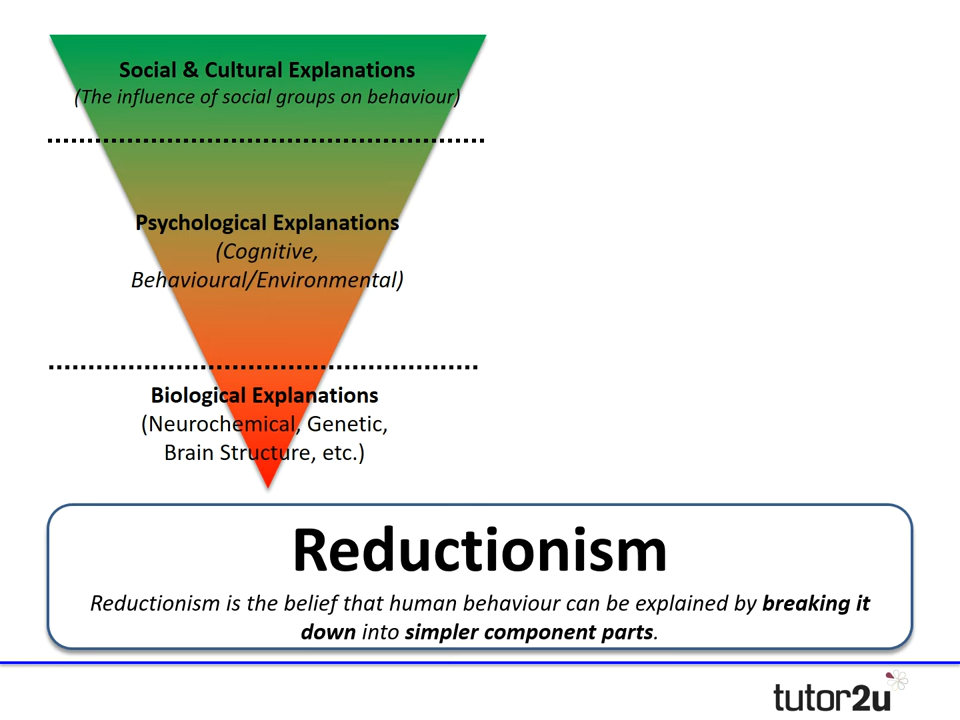 Social & Cultural Explanations
(The influence of social groups on behaviour)
Psychological Explanations
(Cognitive,
Behavioural/Environmental)
Biological Explanations
(Neurochemical, Genetic,
Brain Structure, etc.)
Reductionism
Reductionism is the belief that human behaviour can be explained by breaking it
down into simpler component parts.
tutor2u